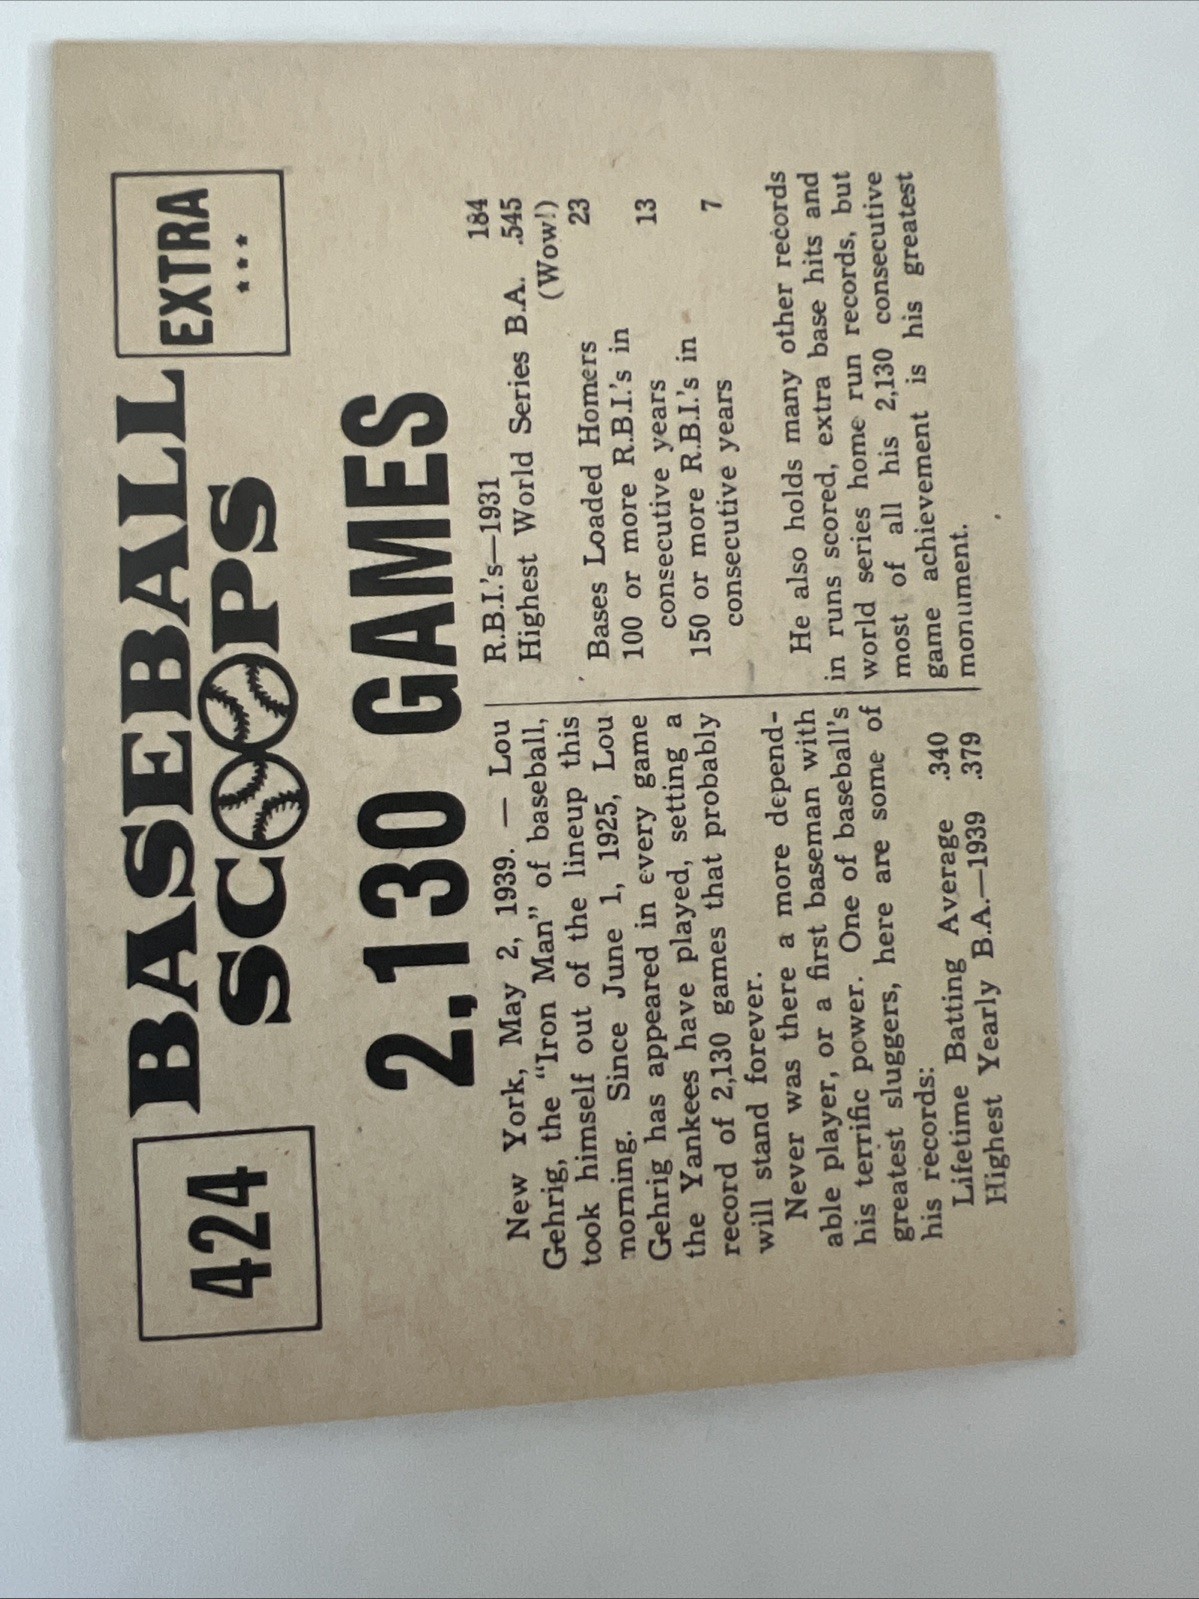 424
BASEBALL
SCOOPS
EXTRA
★★★
2,130 GAMES
New York, May 2, 1939. — Lou
Gehrig, the "Iron Man" of baseball,
took himself out of the lineup this
morning. Since June 1, 1925, Lou
Gehrig has appeared in every game
the Yankees have played, setting a
record of 2,130 games that probably
will stand forever.
Never was there a more depend-
able player, or a first baseman with
his terrific power. One of baseball's
greatest sluggers, here are some of
his records:
Lifetime Batting Average .340
Highest Yearly B.A.—1939 .379
R.B.I.'s—1931 184
Highest World Series B.A. .545
(Wow!)
Bases Loaded Homers 23
100 or more R.B.I.'s in
consecutive years 13
150 or more R.B.I.'s in
consecutive years 7
He also holds many other records
in runs scored, extra base hits and
world series home run records, but
most of all his 2,130 consecutive
game achievement is his greatest
monument.